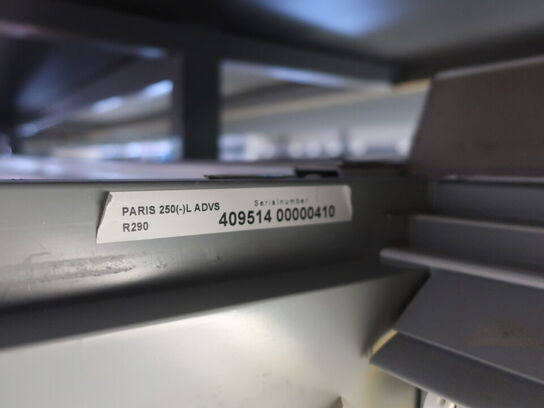 PARIS 250(-)L ADVS
R290
Serialnumber
409514 00000410